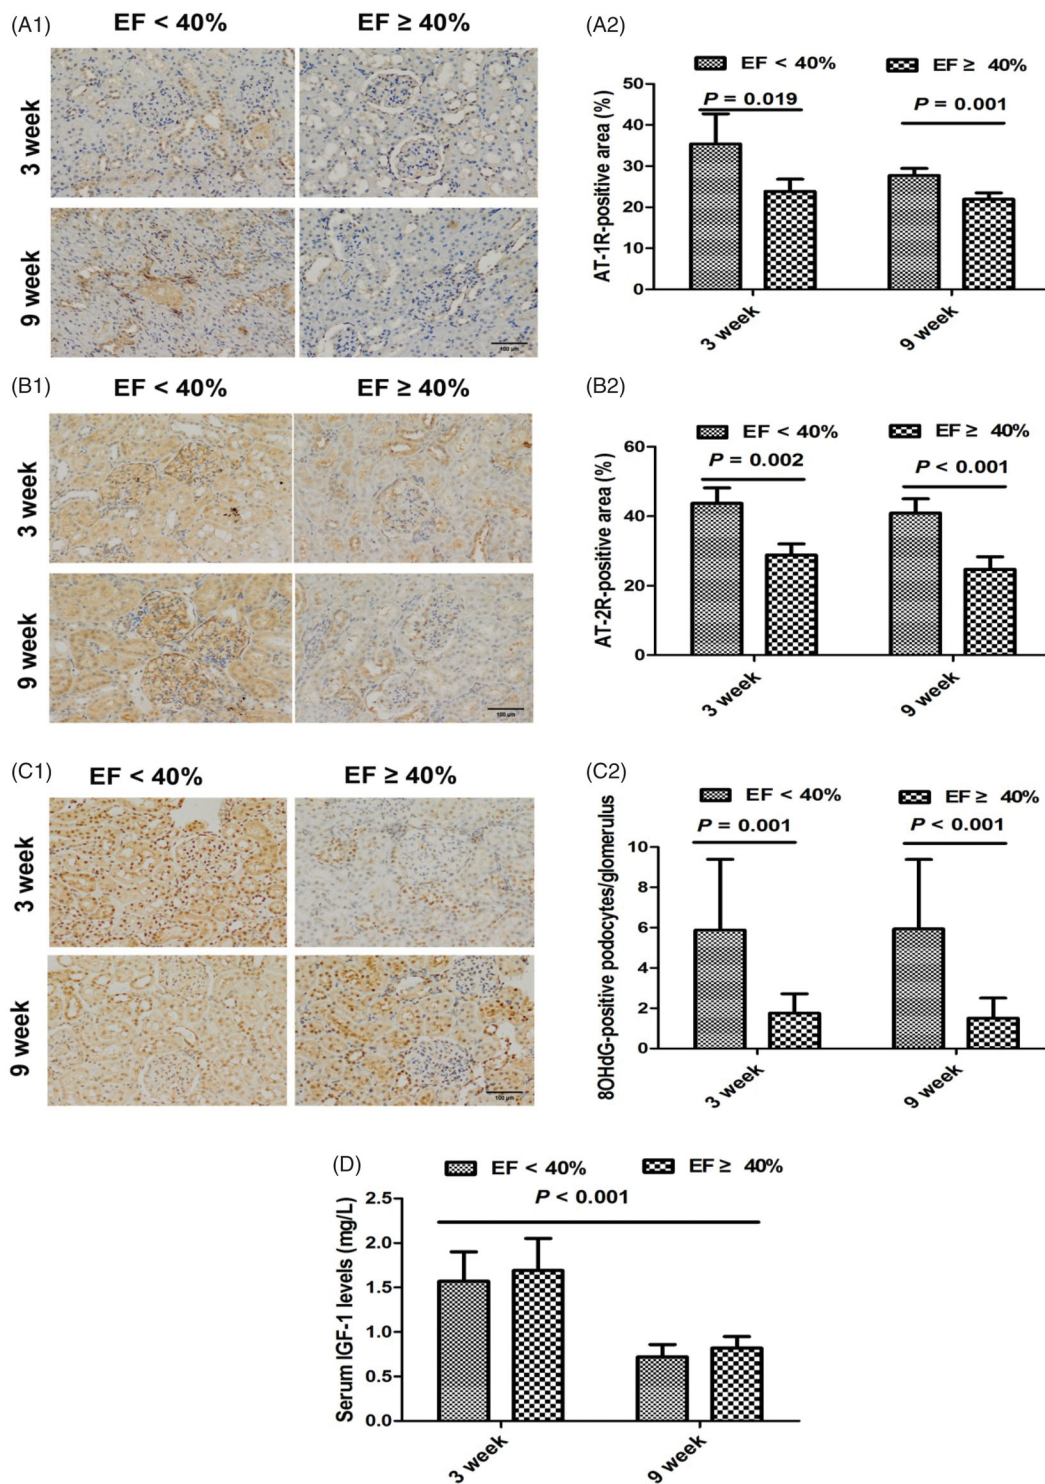 (A1)
EF < 40%
EF ≥ 40%
3 week
9 week
100 µm
(A2)
EF < 40%
EF ≥ 40%
P = 0.019
P = 0.001
AT-1R-positive area (%)
50
40
30
20
10
0
3 week
9 week
(B1)
EF < 40%
EF ≥ 40%
3 week
9 week
100 µm
(B2)
EF < 40%
EF ≥ 40%
P = 0.002
P < 0.001
AT-2R-positive area (%)
60
40
20
0
3 week
9 week
(C1)
EF < 40%
EF ≥ 40%
3 week
9 week
100 µm
(C2)
EF < 40%
EF ≥ 40%
P = 0.001
P < 0.001
8OHdG-positive podocytes/glomerulus
10
8
6
4
2
0
3 week
9 week
(D)
EF < 40%
EF ≥ 40%
P < 0.001
Serum IGF-1 levels (mg/L)
2.5
2.0
1.5
1.0
0.5
0.0
3 week
9 week